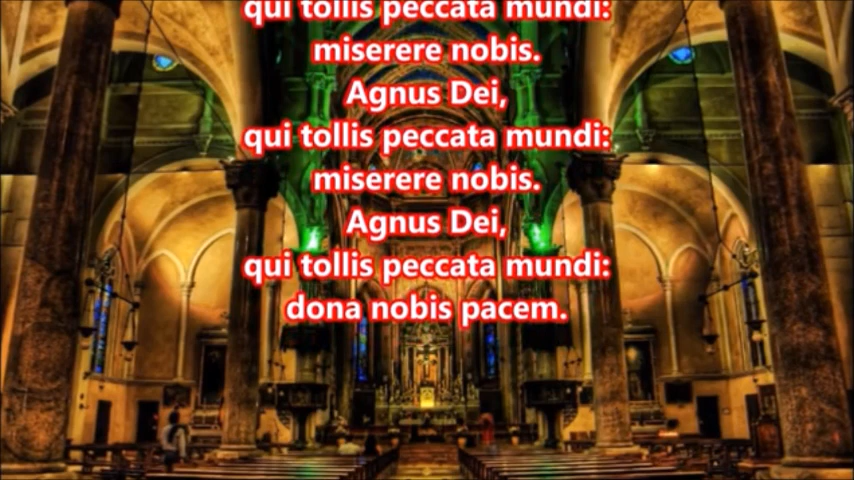 qui tollis peccata mundi:
miserere nobis.
Agnus Dei,
qui tollis peccata mundi:
miserere nobis.
Agnus Dei,
qui tollis peccata mundi:
dona nobis pacem.